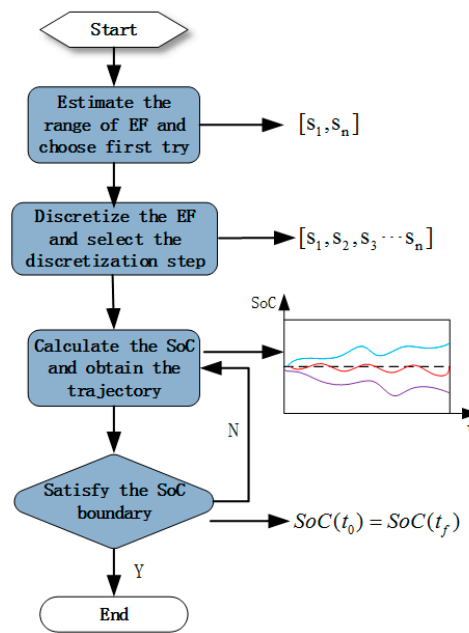 Start
Estimate the
range of EF and
choose first try
[s₁,sₙ]
Discretize the EF
and select the
discretization step
[s₁,s₂,s₃⋯sₙ]
SoC
Calculate the SoC
and obtain the
trajectory
N
Satisfy the SoC
boundary
SoC(t₀) = SoC(t_f)
Y
End